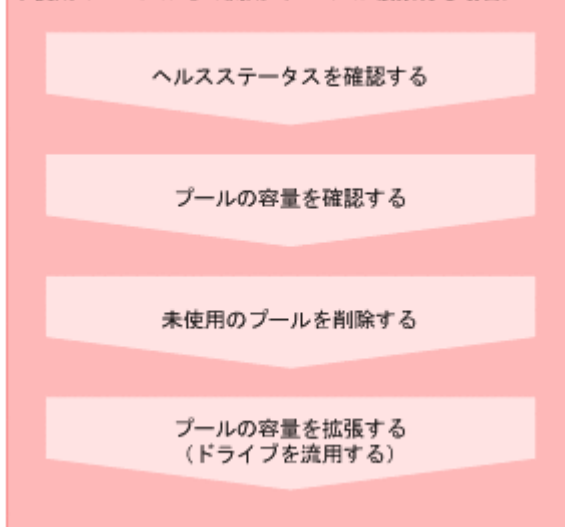 ヘルスステータスを確認する
プールの容量を確認する
未使用のプールを削除する
プールの容量を拡張する
（ドライブを流用する）